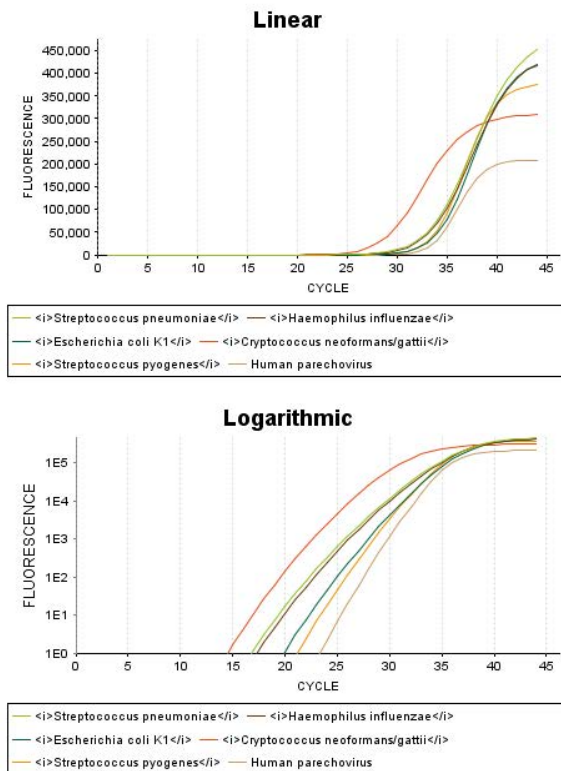 Linear
450,000
400,000
350,000
300,000
250,000
200,000
150,000
100,000
50,000
0
FLUORESCENCE
0 5 10 15 20 25 30 35 40 45
CYCLE
<i>Streptococcus pneumoniae</i> <i>Haemophilus influenzae</i>
<i>Escherichia coli K1</i> <i>Cryptococcus neoformans/gattii</i>
<i>Streptococcus pyogenes</i> Human parechovirus
Logarithmic
1E5
1E4
1E3
1E2
1E1
1E0
FLUORESCENCE
0 5 10 15 20 25 30 35 40 45
CYCLE
<i>Streptococcus pneumoniae</i> <i>Haemophilus influenzae</i>
<i>Escherichia coli K1</i> <i>Cryptococcus neoformans/gattii</i>
<i>Streptococcus pyogenes</i> Human parechovirus